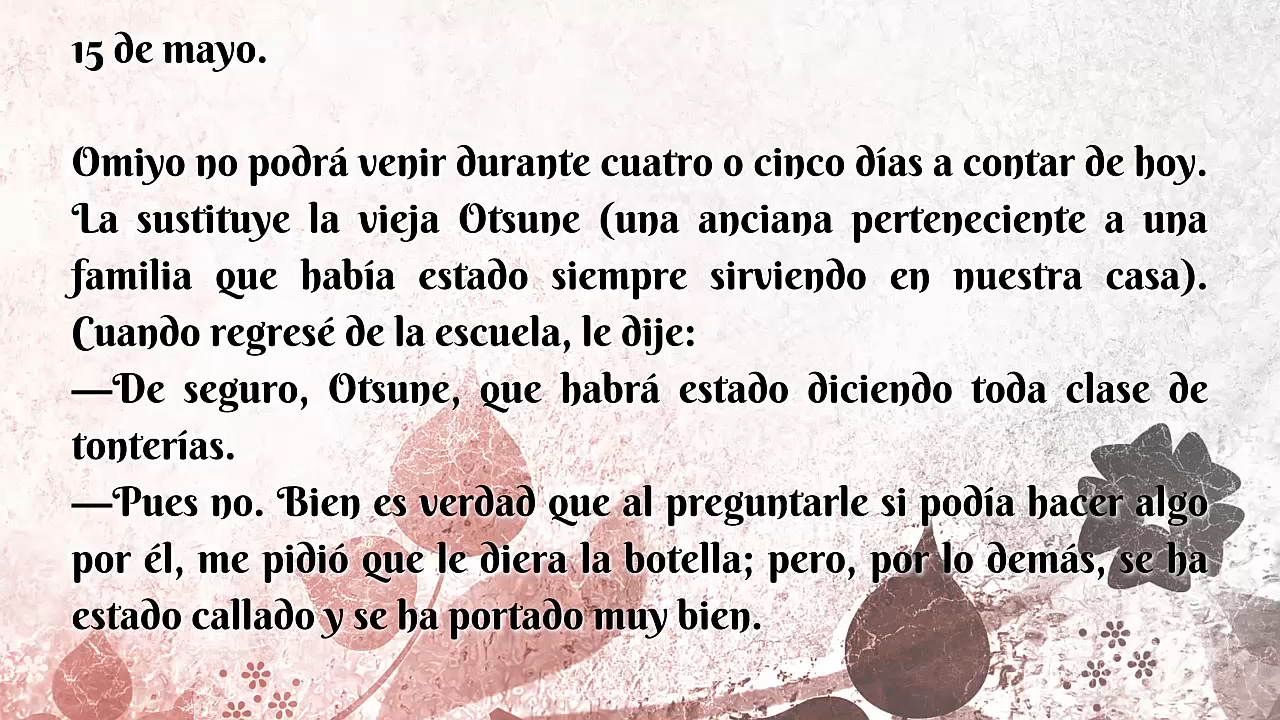 15 de mayo.
Omiyo no podrá venir durante cuatro o cinco días a contar de hoy.
La sustituye la vieja Otsune (una anciana perteneciente a una
familia que había estado siempre sirviendo en nuestra casa).
Cuando regresé de la escuela, le dije:
—De seguro, Otsune, que habrá estado diciendo toda clase de
tonterías.
—Pues no. Bien es verdad que al preguntarle si podía hacer algo
por él, me pidió que le diera la botella; pero, por lo demás, se ha
estado callado y se ha portado muy bien.